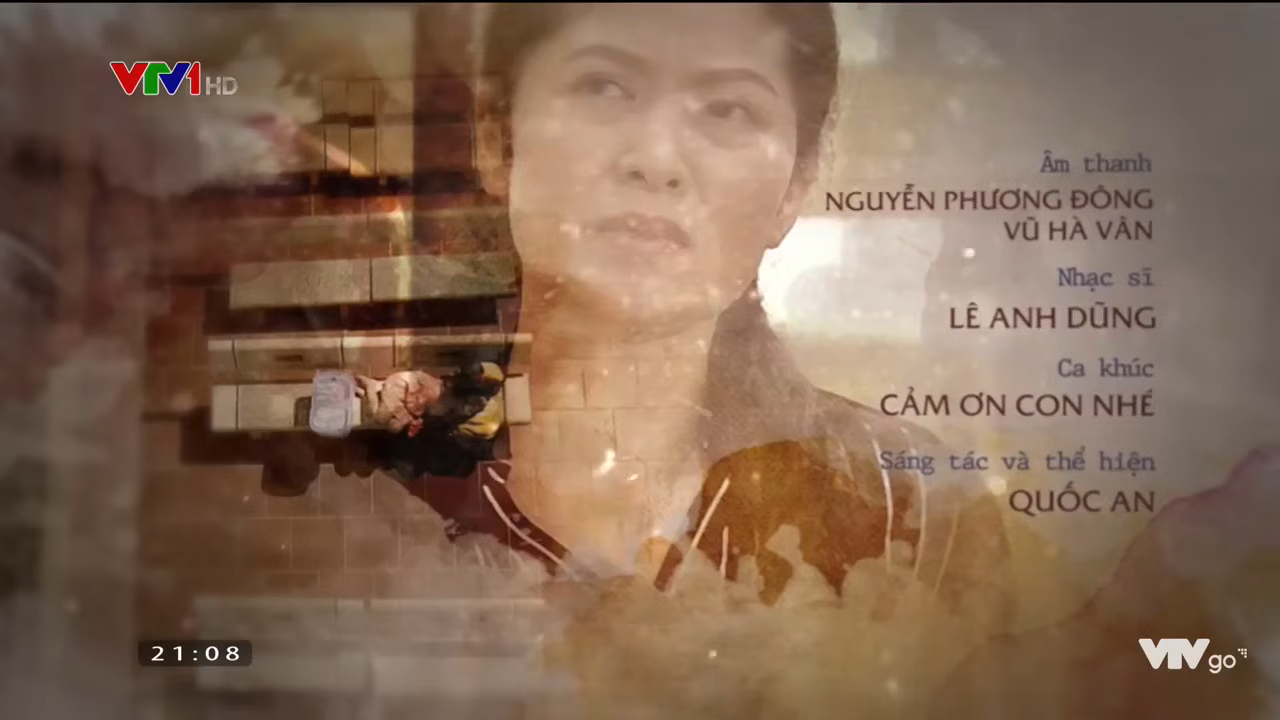 VTV1 HD
Âm thanh
NGUYỄN PHƯƠNG ĐÔNG
VŨ HÀ VÂN
Nhạc sĩ
LÊ ANH DŨNG
Ca khúc
CẢM ƠN CON NHÉ
Sáng tác và thể hiện
QUỐC AN
21:08
VTV go